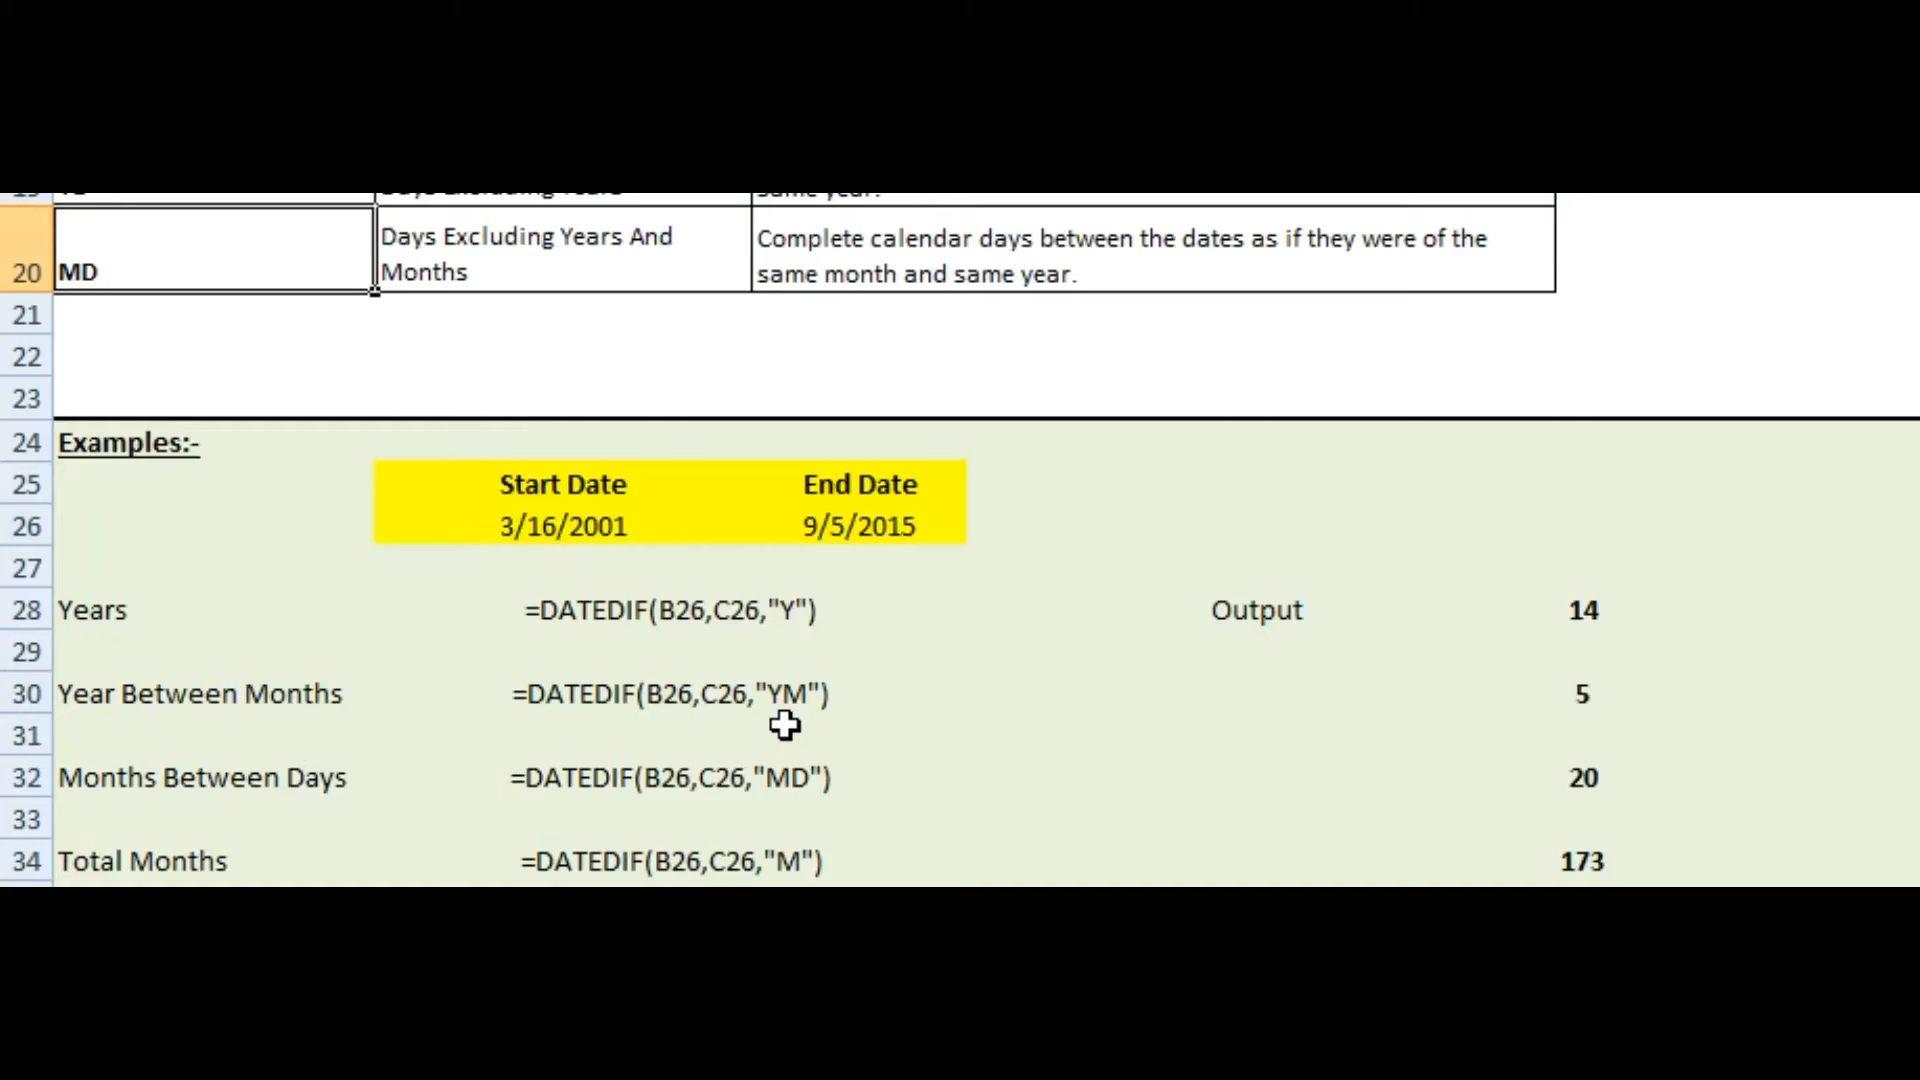 20 MD Days Excluding Years And Months Complete calendar days between the dates as if they were of the same month and same year.
21
22
23
24 Examples:-
25 Start Date End Date
26 3/16/2001 9/5/2015
27
28 Years =DATEDIF(B26,C26,"Y") Output 14
29
30 Year Between Months =DATEDIF(B26,C26,"YM") 5
31
32 Months Between Days =DATEDIF(B26,C26,"MD") 20
33
34 Total Months =DATEDIF(B26,C26,"M") 173